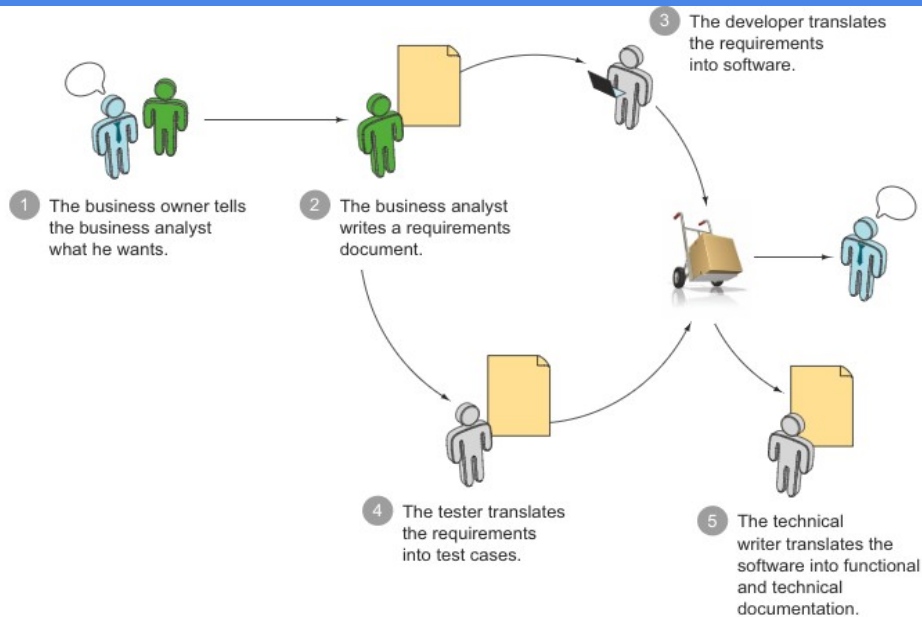 1
The business owner tells
the business analyst
what he wants.
2
The business analyst
writes a requirements
document.
3
The developer translates
the requirements
into software.
4
The tester translates
the requirements
into test cases.
5
The technical
writer translates the
software into functional
and technical
documentation.